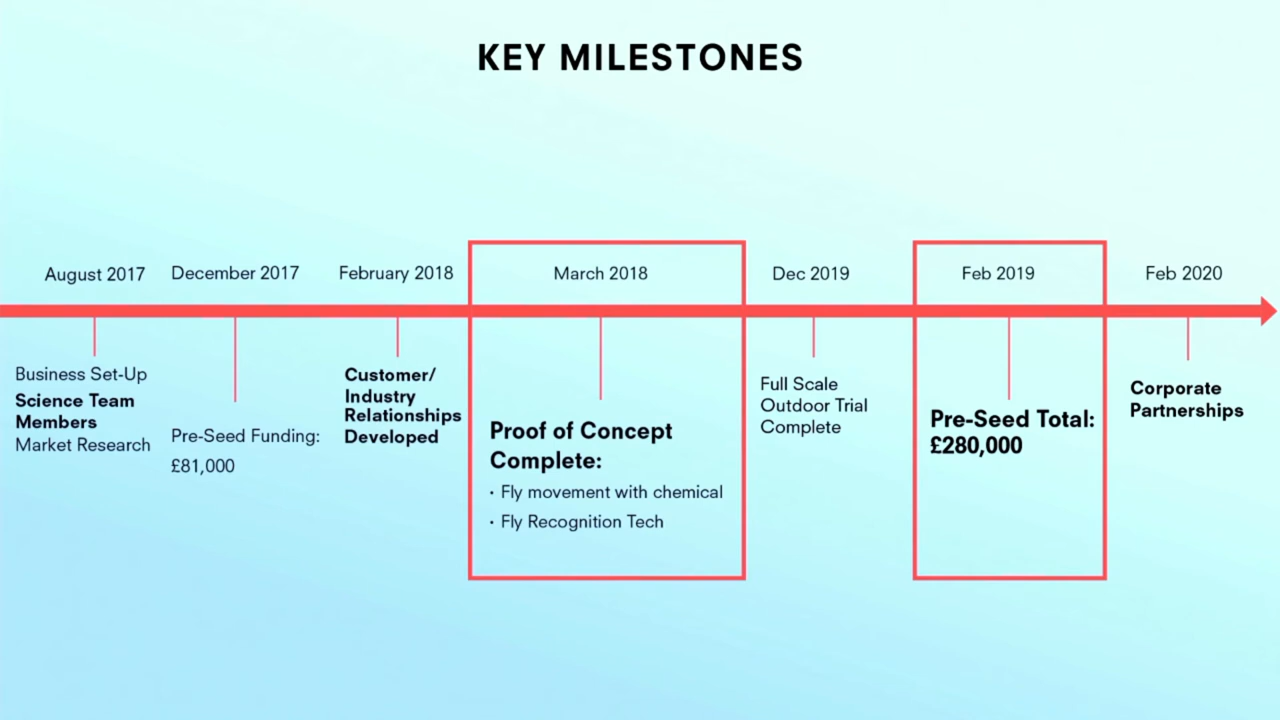 KEY MILESTONES
August 2017
December 2017
February 2018
March 2018
Dec 2019
Feb 2019
Feb 2020
Business Set-Up
Science Team
Members
Market Research
Pre-Seed Funding:
£81,000
Customer/
Industry
Relationships
Developed
Proof of Concept
Complete:
· Fly movement with chemical
· Fly Recognition Tech
Full Scale
Outdoor Trial
Complete
Pre-Seed Total:
£280,000
Corporate
Partnerships